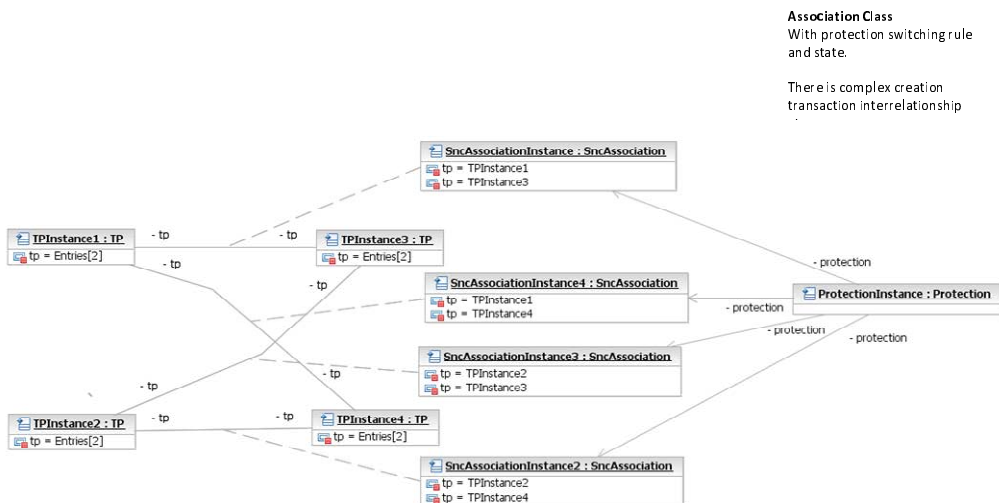 Association Class
With protection switching rule
and state.
There is complex creation
transaction interrelationship
SncAssociationInstance : SncAssociation
tp = TPInstance1
tp = TPInstance3
TPInstance1 : TP
tp = Entries[2]
- tp
- tp
- tp
TPInstance3 : TP
tp = Entries[2]
- tp
SncAssociationInstance4 : SncAssociation
tp = TPInstance1
tp = TPInstance4
- protection
ProtectionInstance : Protection
- protection
- protection
- protection
SncAssociationInstance3 : SncAssociation
tp = TPInstance2
tp = TPInstance3
- tp
- tp
TPInstance2 : TP
tp = Entries[2]
- tp
- tp
TPInstance4 : TP
tp = Entries[2]
SncAssociationInstance2 : SncAssociation
tp = TPInstance2
tp = TPInstance4